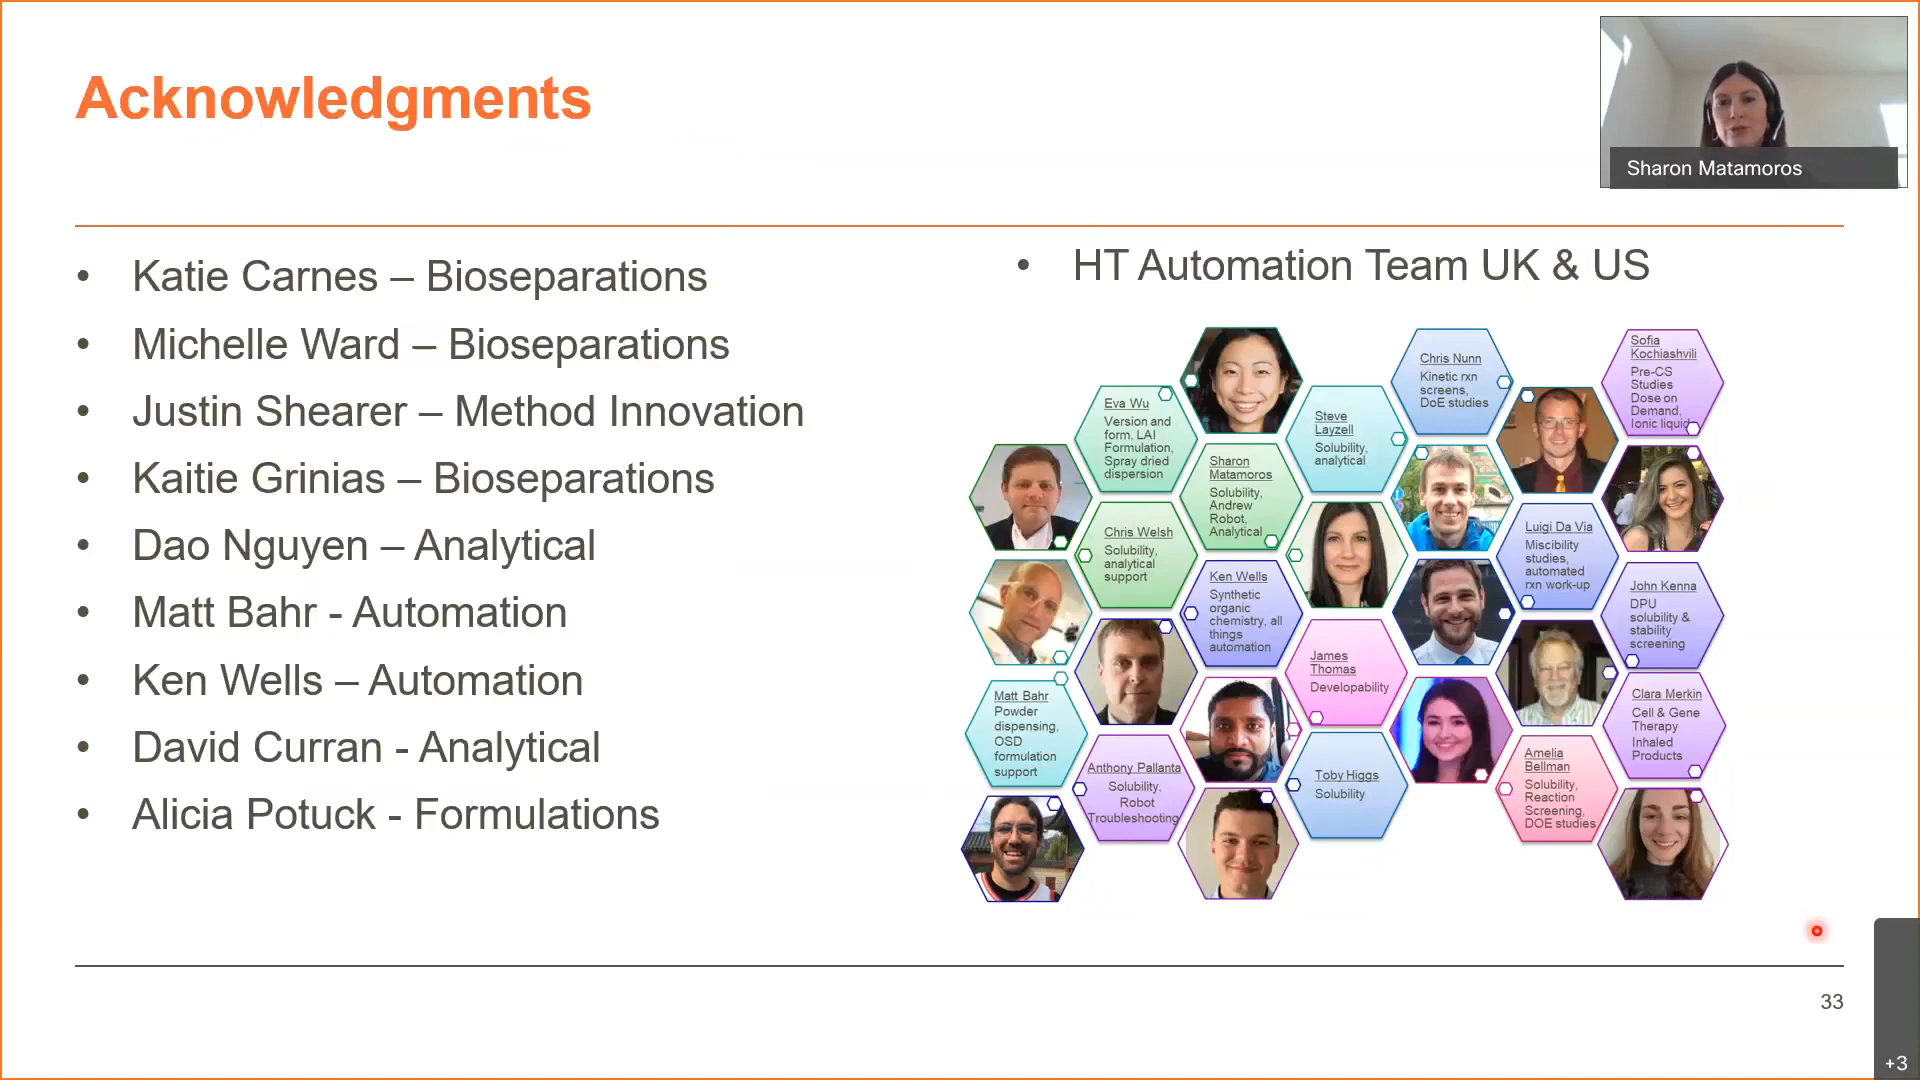 Acknowledgments
Sharon Matamoros
• Katie Carnes – Bioseparations
• Michelle Ward – Bioseparations
• Justin Shearer – Method Innovation
• Kaitie Grinias – Bioseparations
• Dao Nguyen – Analytical
• Matt Bahr - Automation
• Ken Wells – Automation
• David Curran - Analytical
• Alicia Potuck - Formulations
• HT Automation Team UK & US
Eva Wu
Version and
form, LAI
Formulation,
Spray dried
dispersion
Sharon
Matamoros
Solubility,
Andrew
Robot,
Analytical
Steve
Layzell
Solubility,
analytical
Chris Nunn
Kinetic rxn
screens,
DoE studies
Sofia
Kochiashvili
Pre-CS
Studies
Dose on
Demand,
Ionic liquid
Chris Welsh
Solubility,
analytical
support
Ken Wells
Synthetic
organic
chemistry, all
things
automation
Luigi Da Via
Miscibility
studies,
automated
rxn work-up
John Kenna
DPU
solubility &
stability
screening
James
Thomas
Developability
Matt Bahr
Powder
dispensing,
OSD
formulation
support
Clara Merkin
Cell & Gene
Therapy
Inhaled
Products
Anthony Pallanta
Solubility,
Robot
Troubleshooting
Toby Higgs
Solubility
Amelia
Bellman
Solubility,
Reaction
Screening,
DOE studies
33
+3